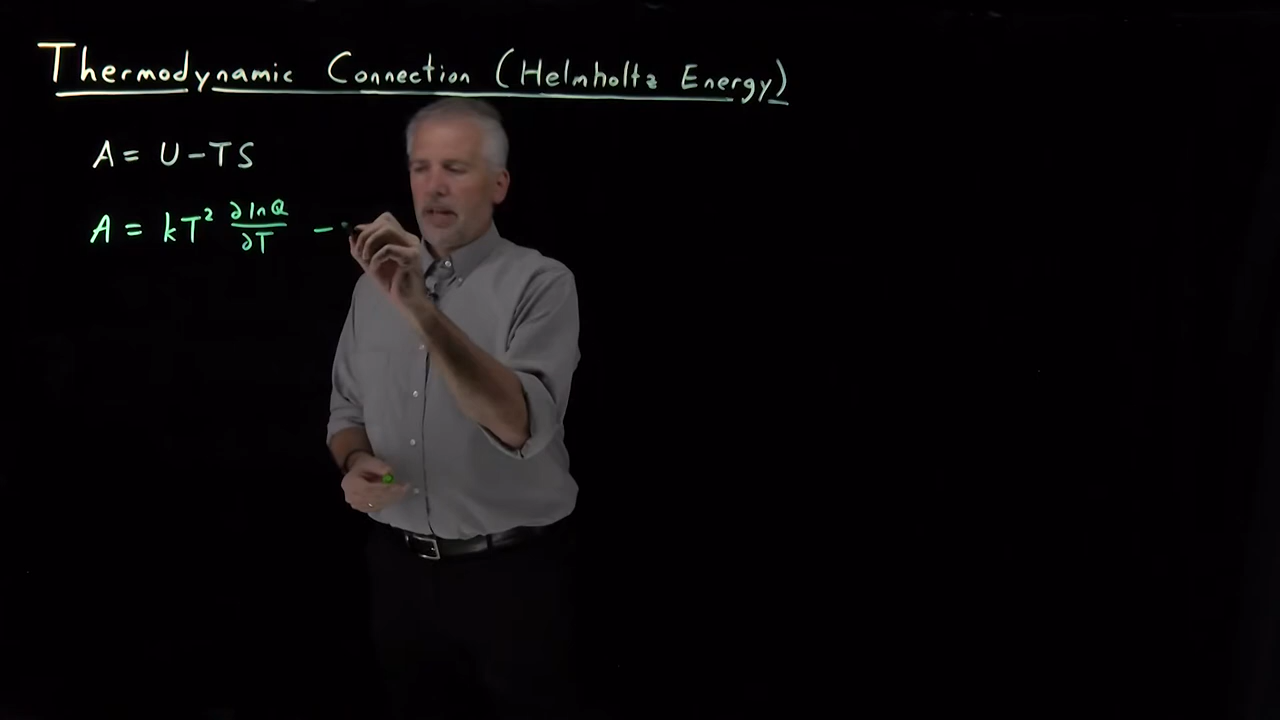 Thermodynamic Connection (Helmholtz Energy)
A = U - TS
A = kT² ∂lnQ/∂T -